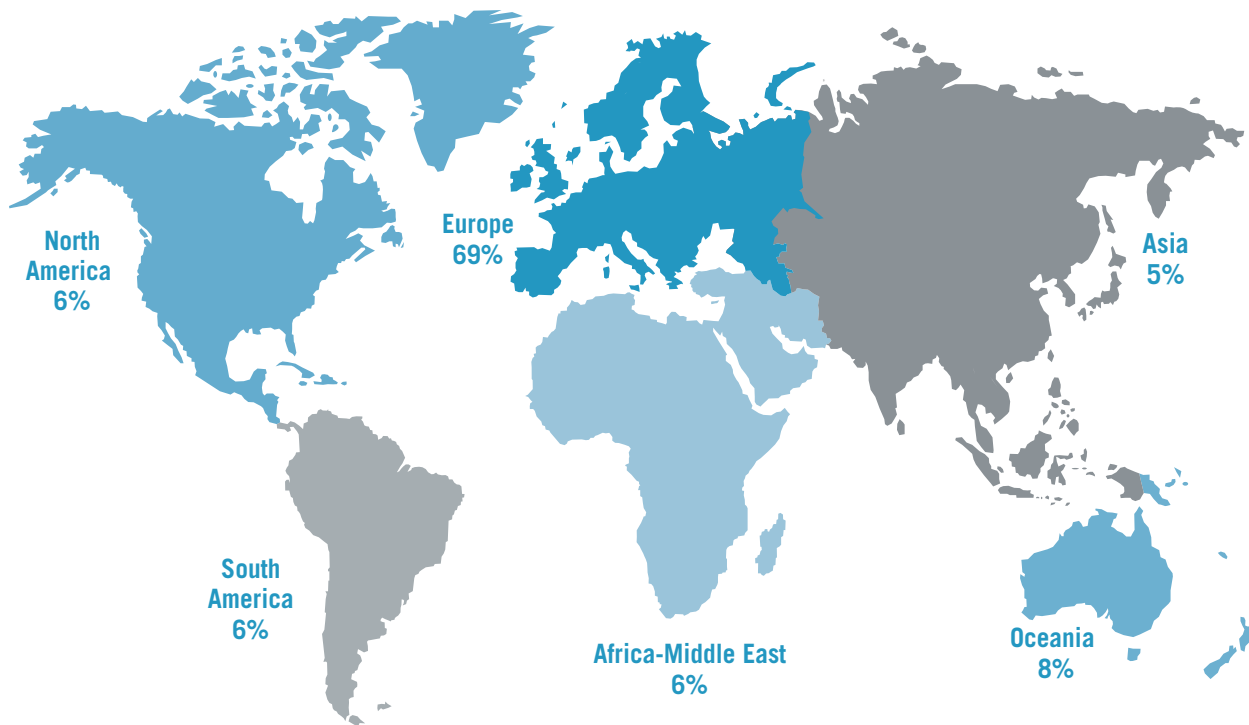 North
America
6%
Europe
69%
Asia
5%
South
America
6%
Africa-Middle East
6%
Oceania
8%